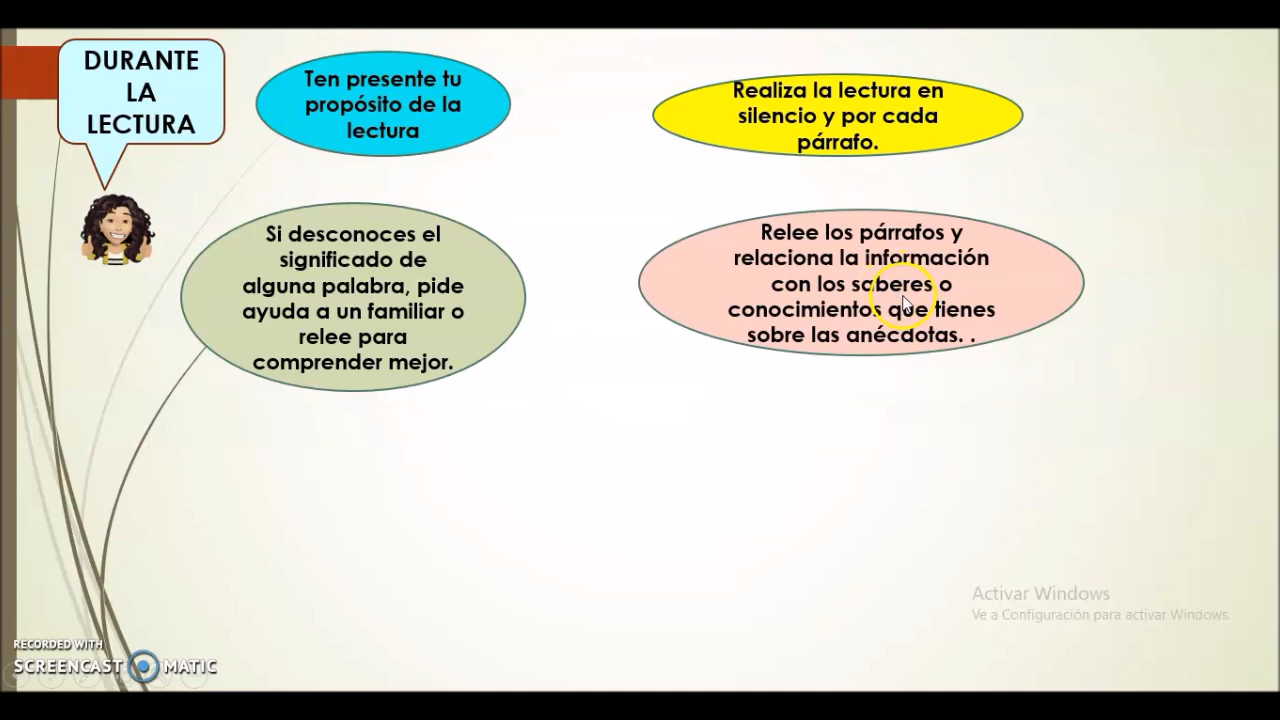 DURANTE
LA
LECTURA
Ten presente tu
propósito de la
lectura
Realiza la lectura en
silencio y por cada
párrafo.
Si desconoces el
significado de
alguna palabra, pide
ayuda a un familiar o
relee para
comprender mejor.
Relee los párrafos y
relaciona la información
con los saberes o
conocimientos que tienes
sobre las anécdotas. .
Activar Windows
Ve a Configuración para activar Windows.
RECORDED WITH
SCREENCAST MATIC